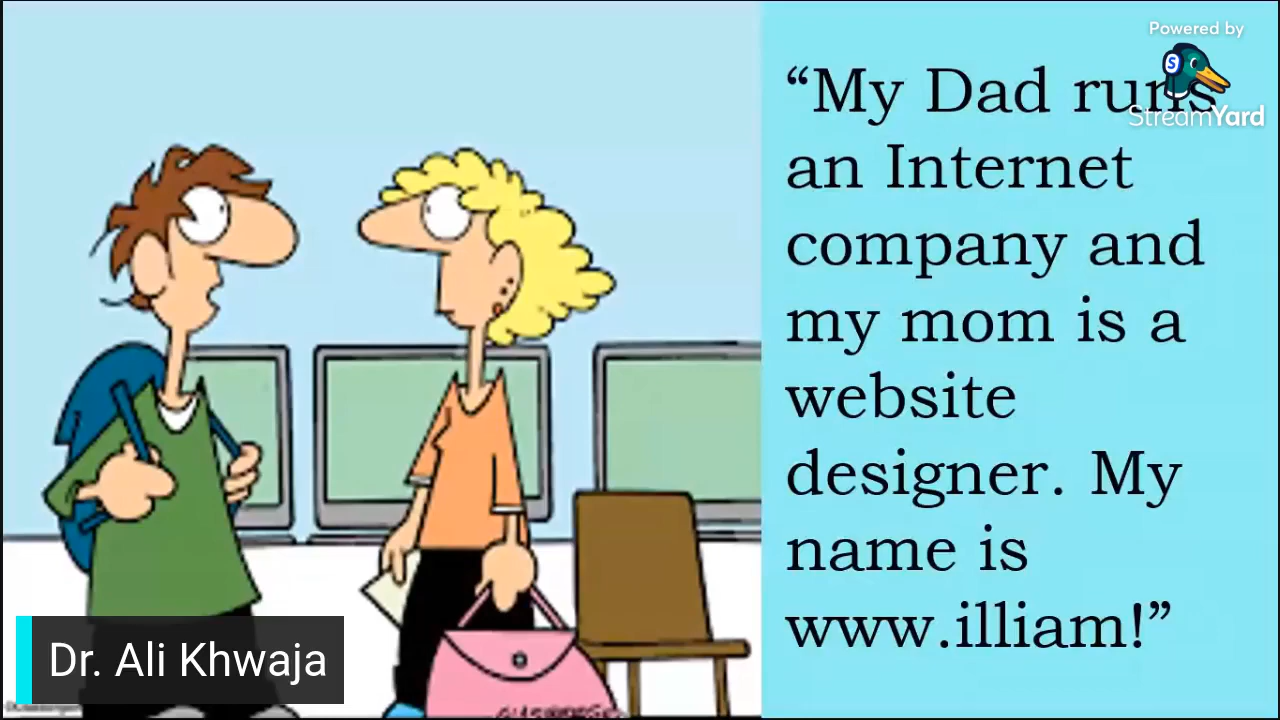 Powered by
StreamYard
“My Dad runs
an Internet
company and
my mom is a
website
designer. My
name is
www.illiam!”
Dr. Ali Khwaja